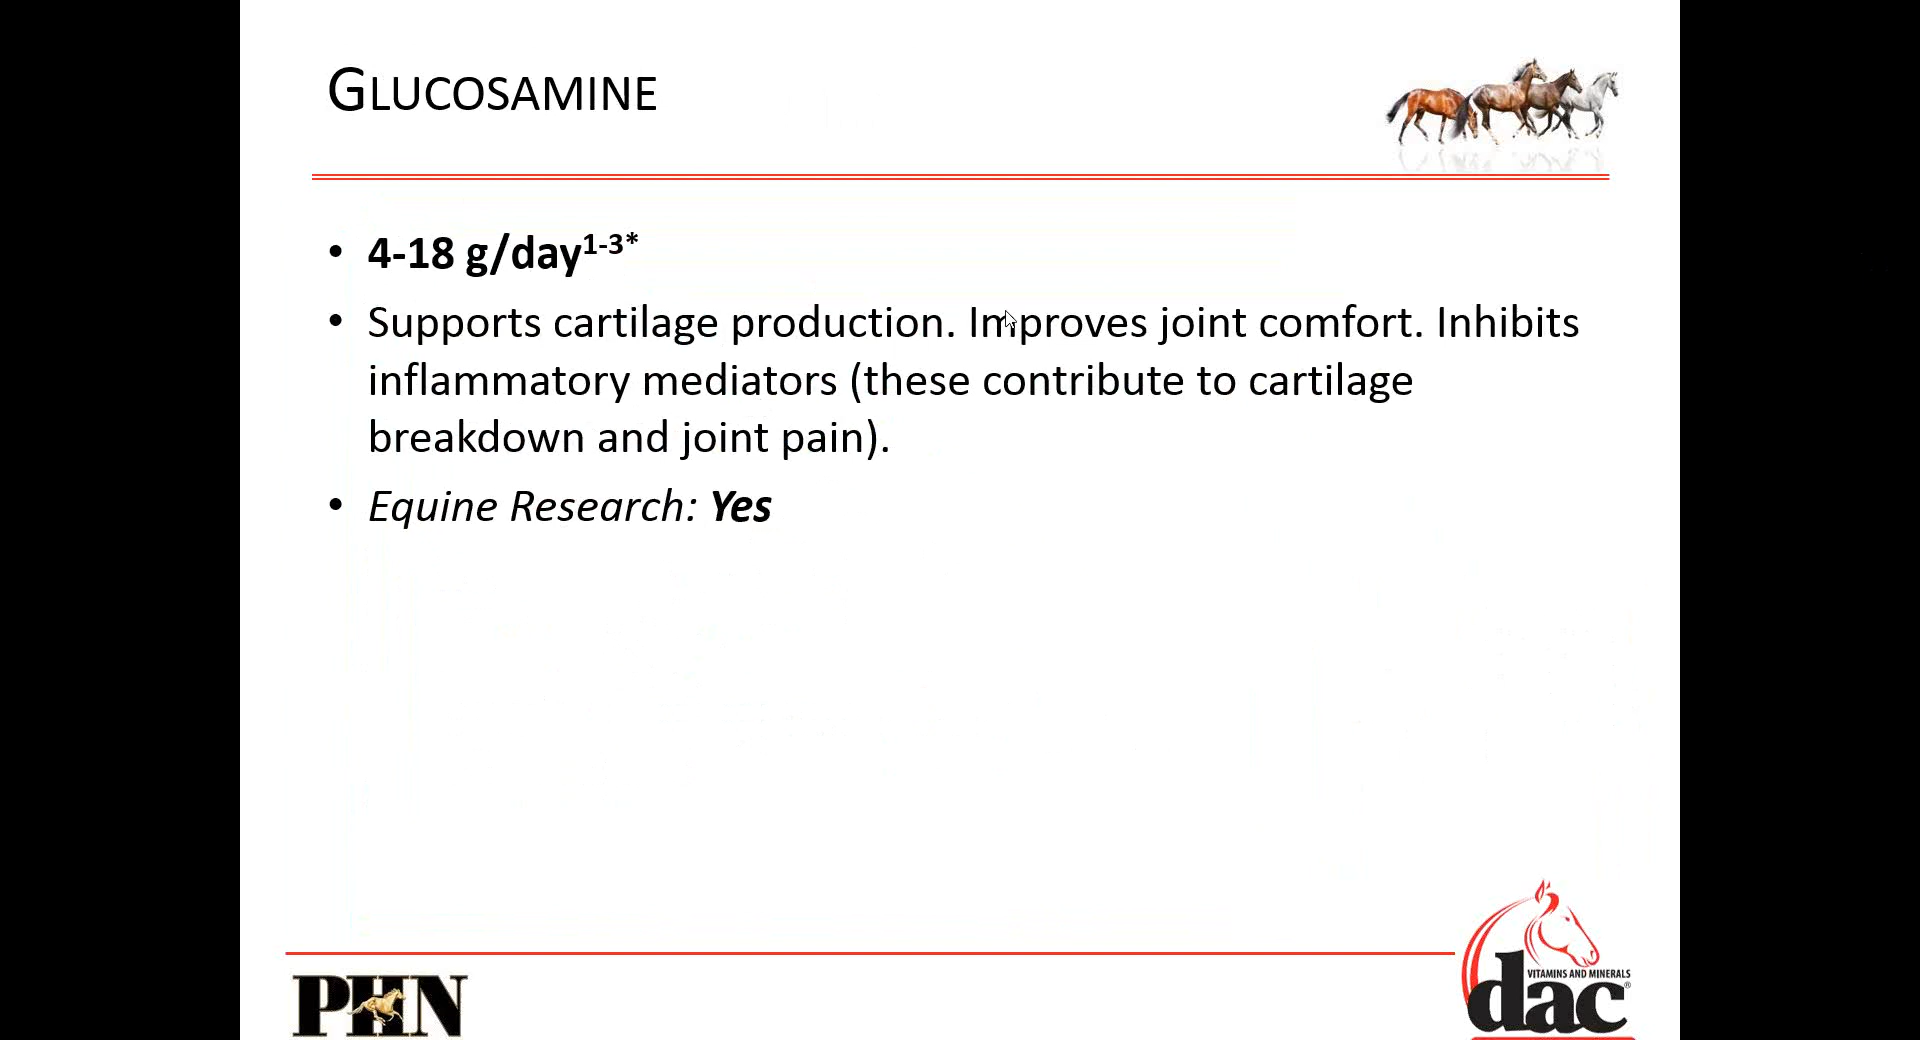 GLUCOSAMINE
• 4-18 g/day1-3*
• Supports cartilage production. Improves joint comfort. Inhibits
inflammatory mediators (these contribute to cartilage
breakdown and joint pain).
• Equine Research: Yes
PHN
VITAMINS AND MINERALS
dac®